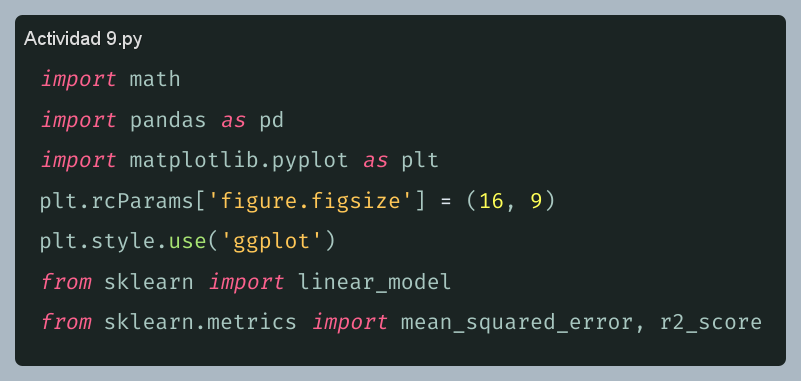 Actividad 9.py
import math
import pandas as pd
import matplotlib.pyplot as plt
plt.rcParams['figure.figsize'] = (16, 9)
plt.style.use('ggplot')
from sklearn import linear_model
from sklearn.metrics import mean_squared_error, r2_score